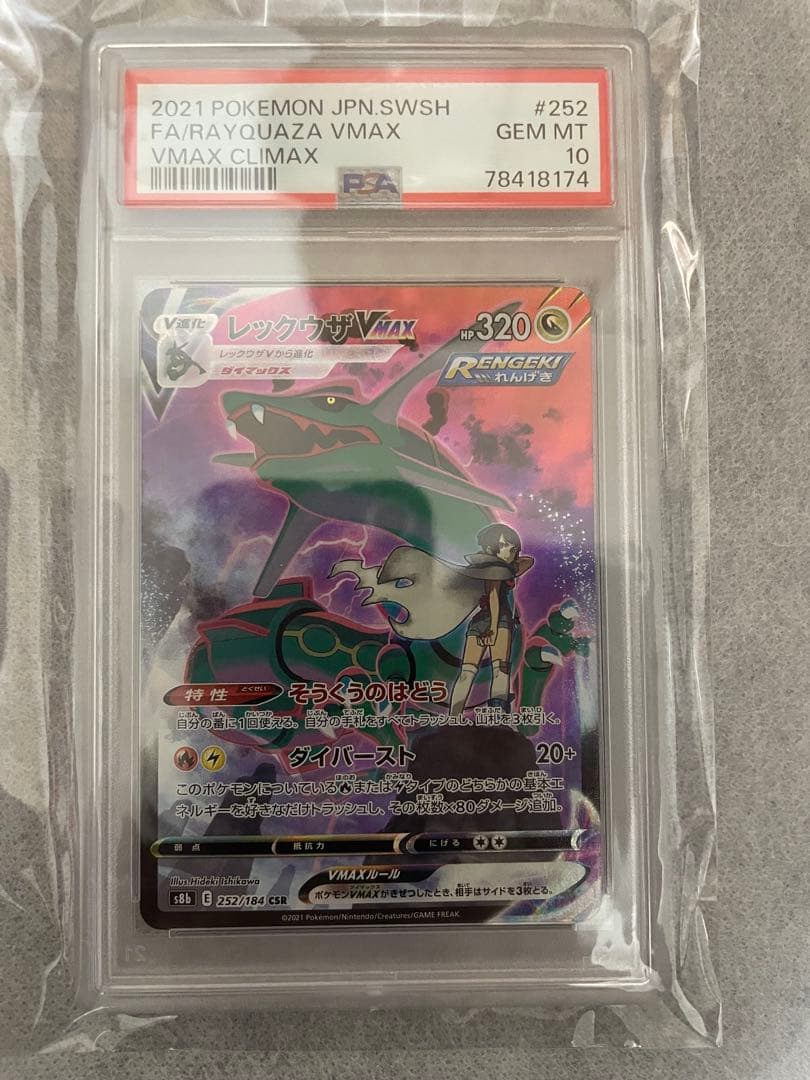 2021 POKEMON JPN.SWSH #252
FA/RAYQUAZA VMAX GEM MT
VMAX CLIMAX 10
PSA 78418174
V進化 レックウザVMAX HP320
レックウザVから進化
ダイマックス
RENGEKI
れんげき
特性 とくせい そうくうのはどう
自分の番に1回使える。自分の手札をすべてトラッシュし、山札を3枚引く。
ダイバースト 20+
このポケモンについている または タイプのどちらかの基本エ
ネルギーを好きなだけトラッシュし、その枚数×80ダメージ追加。
弱点 抵抗力 にげる
Illus. Hideki Ishikawa
VMAXルール
ポケモンVMAXがきぜつしたとき、相手はサイドを3枚とる。
s8b E 252/184 CSR
©2021 Pokémon/Nintendo/Creatures/GAME FREAK